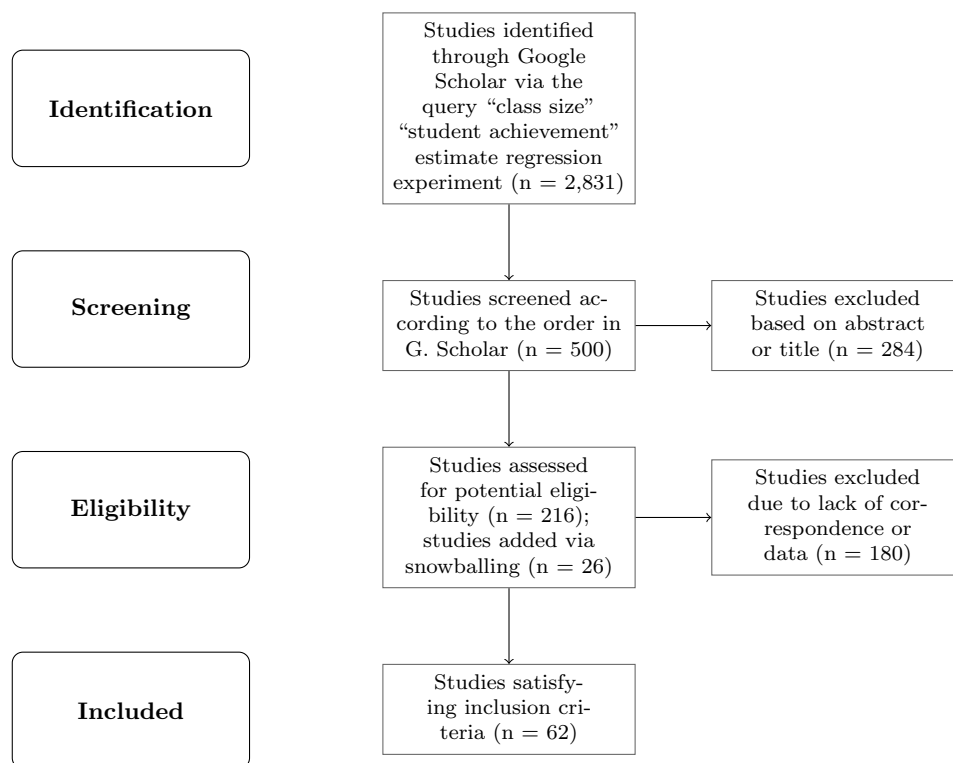 Identification
Studies identified
through Google
Scholar via the
query “class size”
“student achievement”
estimate regression
experiment (n = 2,831)
Screening
Studies screened ac-
cording to the order in
G. Scholar (n = 500)
Studies excluded
based on abstract
or title (n = 284)
Eligibility
Studies assessed
for potential eligi-
bility (n = 216);
studies added via
snowballing (n = 26)
Studies excluded
due to lack of cor-
respondence or
data (n = 180)
Included
Studies satisfy-
ing inclusion cri-
teria (n = 62)